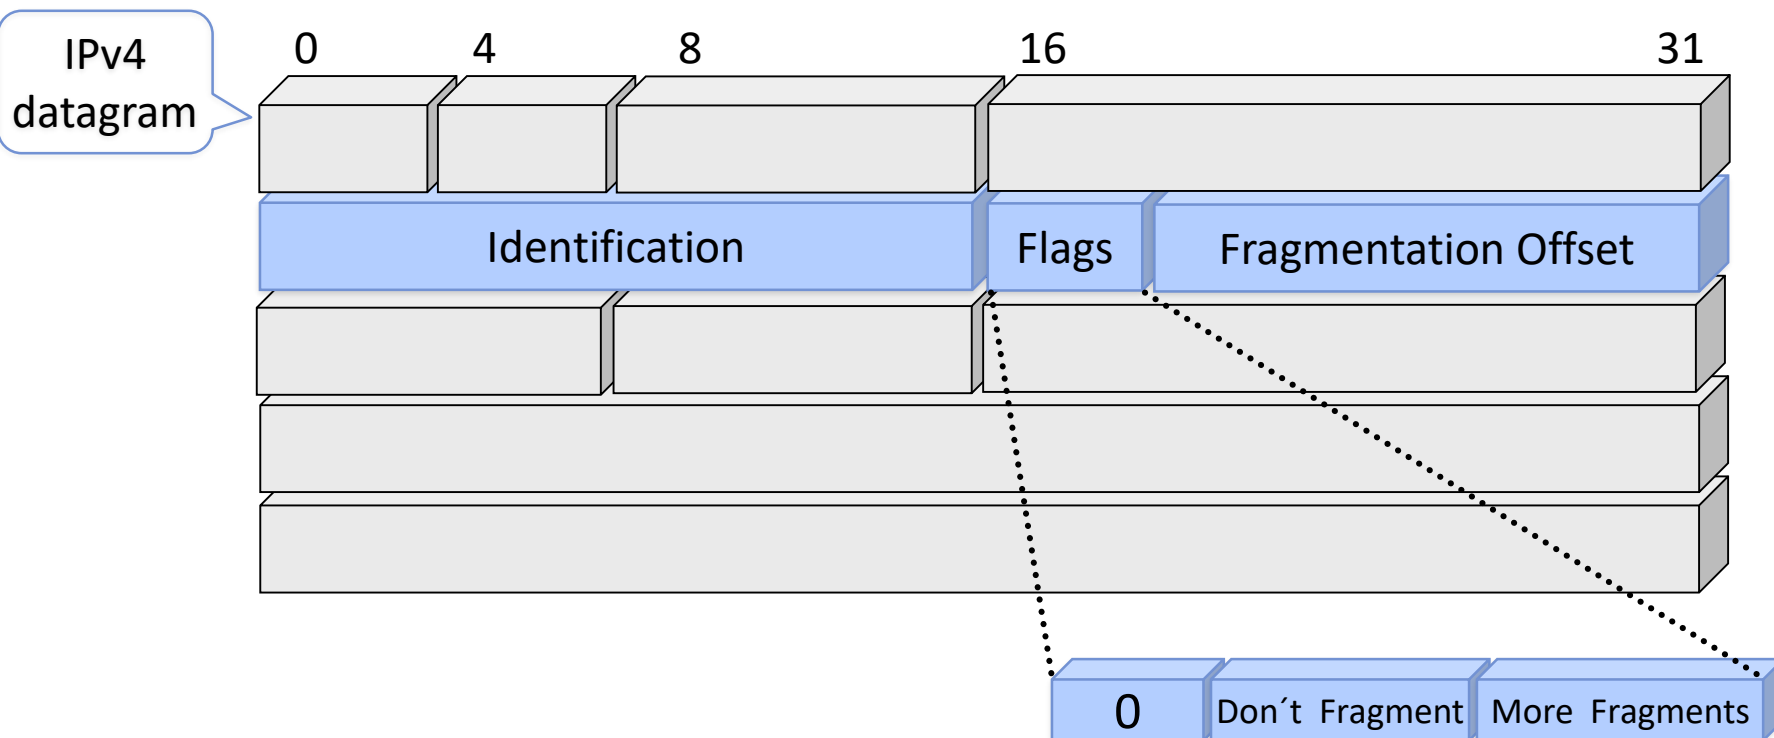 IPv4
datagram
0 4 8 16 31
Identification Flags Fragmentation Offset
0 Don´t Fragment More Fragments